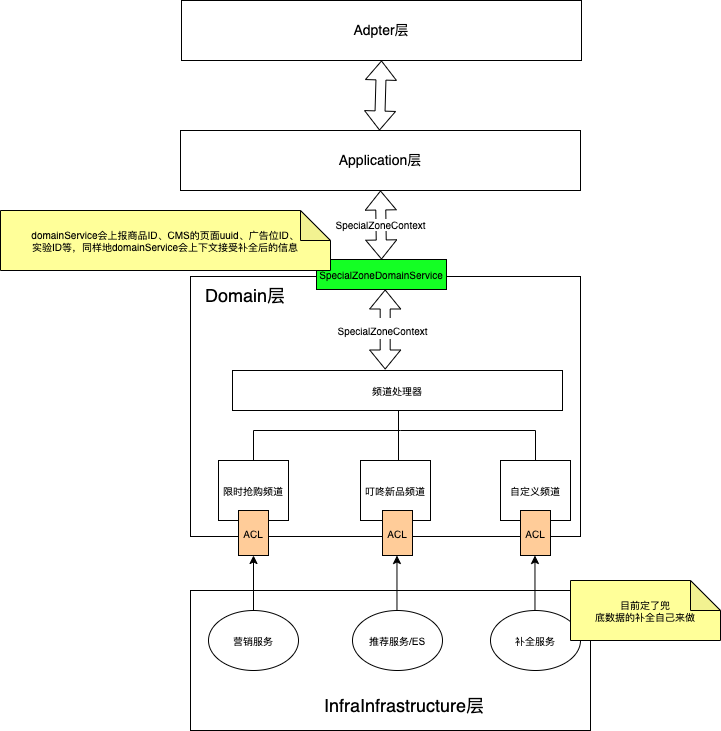 Adpter层
Application层
SpecialZoneContext
domainService会上报商品ID、CMS的页面uuid、广告位ID、
实验ID等，同样地domainService会上下文接受补全后的信息
SpecialZoneDomainService
Domain层
SpecialZoneContext
频道处理器
限时抢购频道
叮咚新品频道
自定义频道
ACL
ACL
ACL
目前定了兜
底数据的补全自己来做
营销服务
推荐服务/ES
补全服务
InfraInfrastructure层